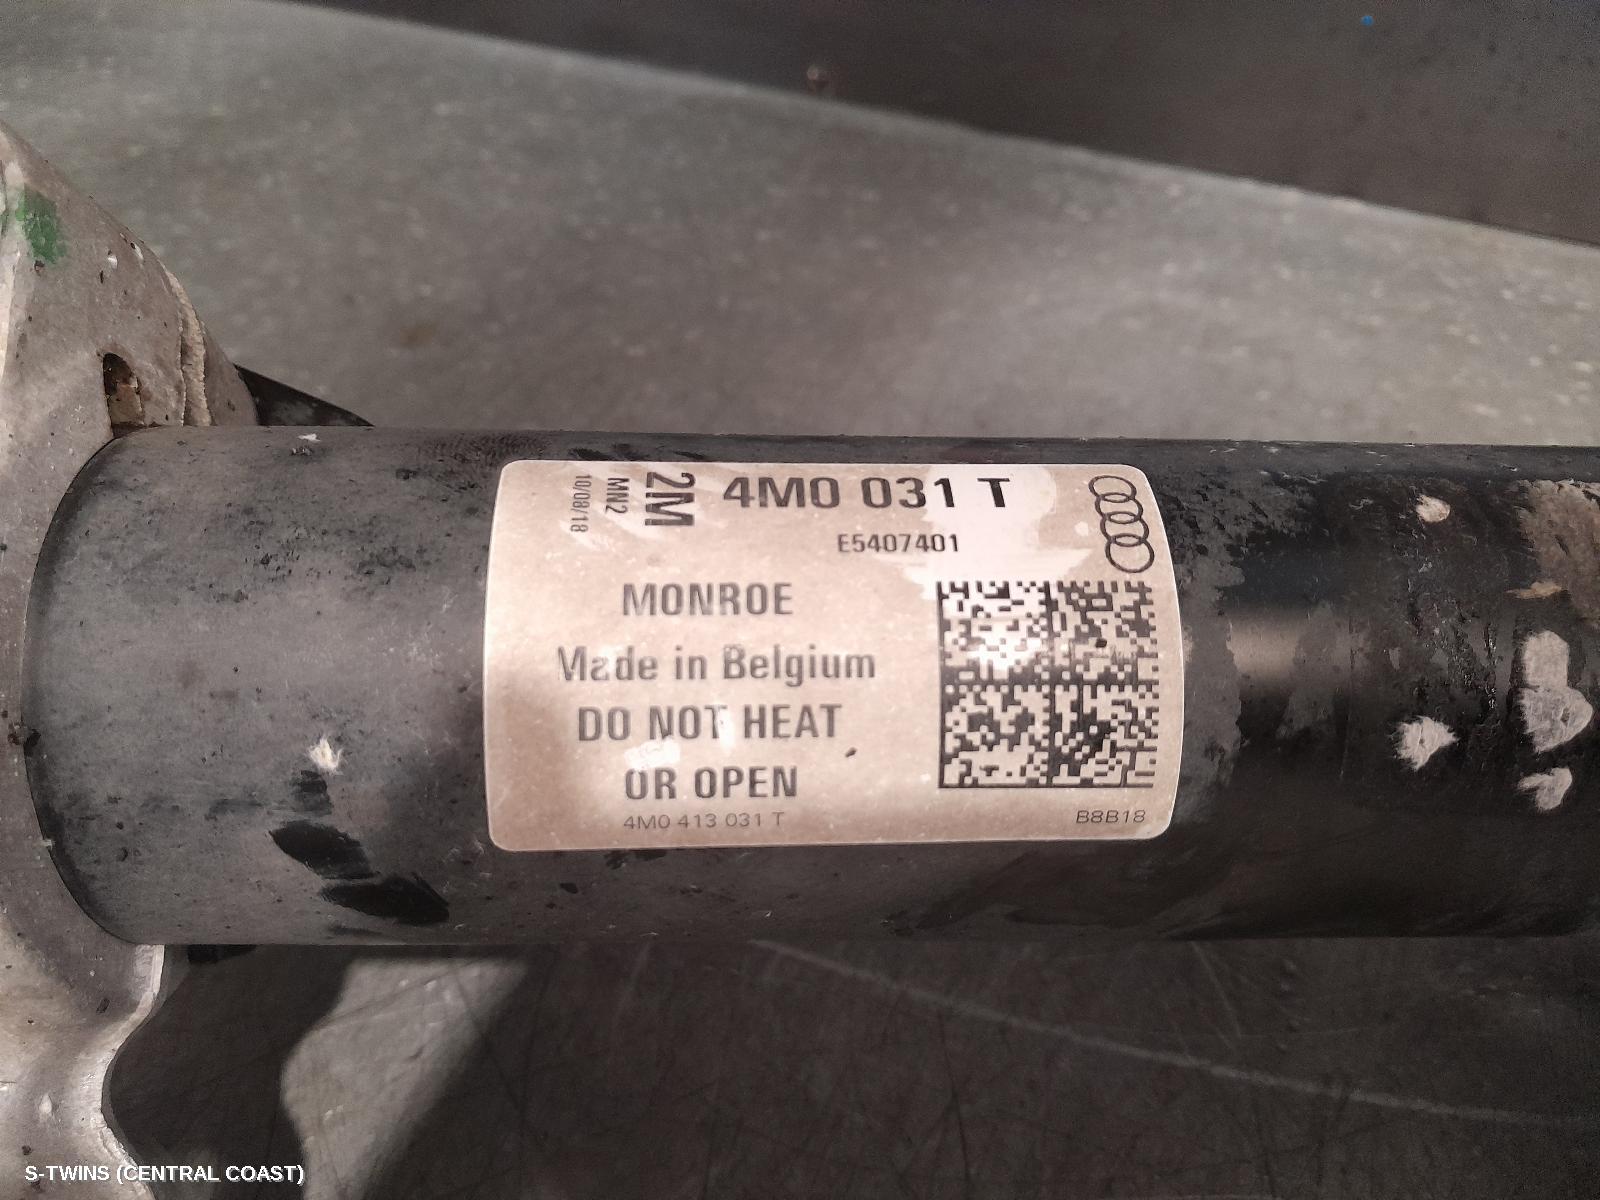 4M0 031 T
2M
MN2
10/08/18
E5407401
MONROE
Made in Belgium
DO NOT HEAT
OR OPEN
4M0 413 031 T
B8B18
S-TWINS (CENTRAL COAST)